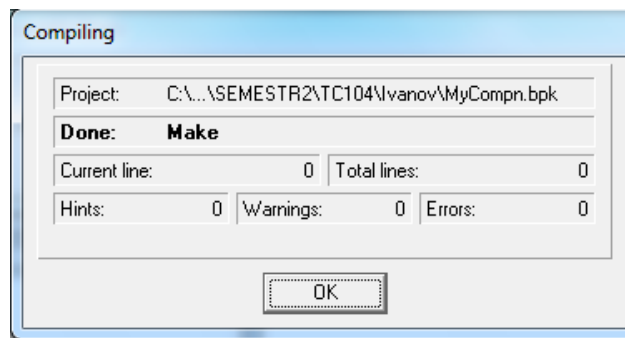 Compiling
Project: C:\...\SEMESTR2\TC104\Ivanov\MyCompn.bpk
Done: Make
Current line: 0 Total lines: 0
Hints: 0 Warnings: 0 Errors: 0
OK